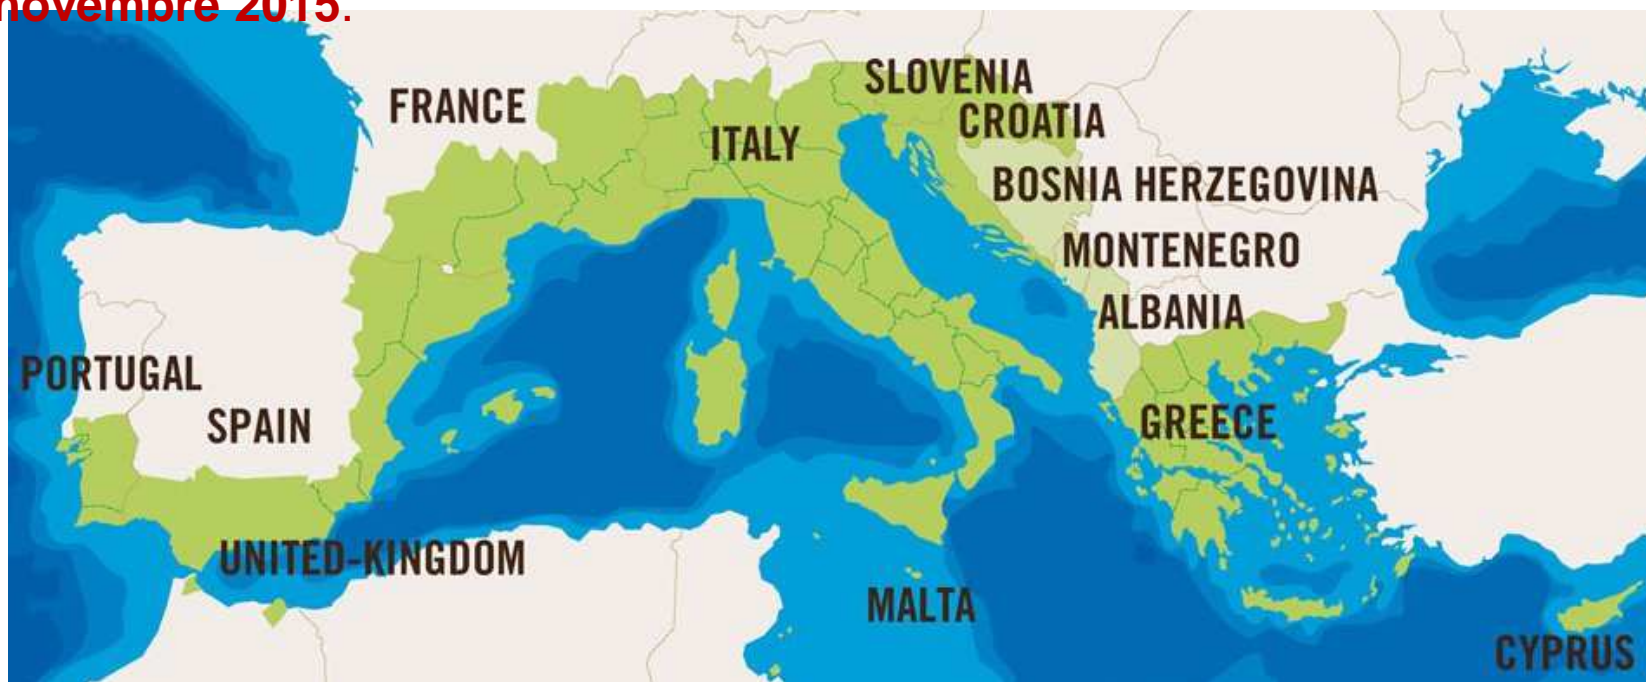 novembre 2015.
SLOVENIA
FRANCE
CROATIA
ITALY
BOSNIA HERZEGOVINA
MONTENEGRO
ALBANIA
PORTUGAL
SPAIN
GREECE
UNITED-KINGDOM
MALTA
CYPRUS